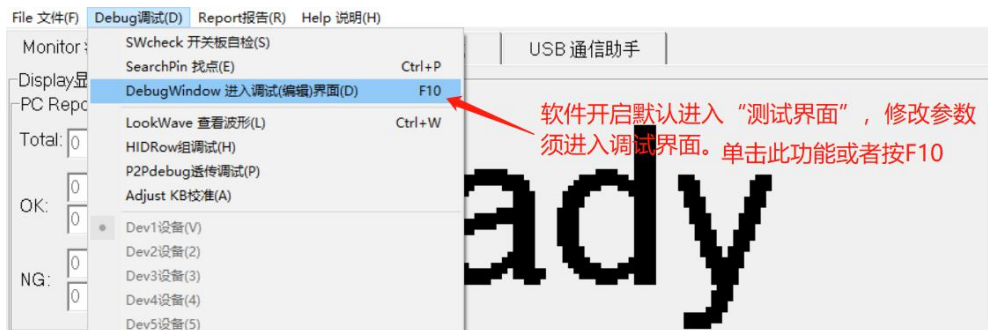 File 文件(F) Debug调试(D) Report报告(R) Help 说明(H)
Monitor
USB 通信助手
SWcheck 开关板自检(S)
SearchPin 找点(E) Ctrl+P
DebugWindow 进入调试(编辑)界面(D) F10
LookWave 查看波形(L) Ctrl+W
HIDRow组调试(H)
P2Pdebug透传调试(P)
Adjust KB校准(A)
Dev1设备(V)
Dev2设备(2)
Dev3设备(3)
Dev4设备(4)
Dev5设备(5)
Display显
PC Repo
Total: 0
OK: 0
0
NG: 0
0
软件开启默认进入“测试界面”，修改参数
须进入调试界面。单击此功能或者按F10
ady